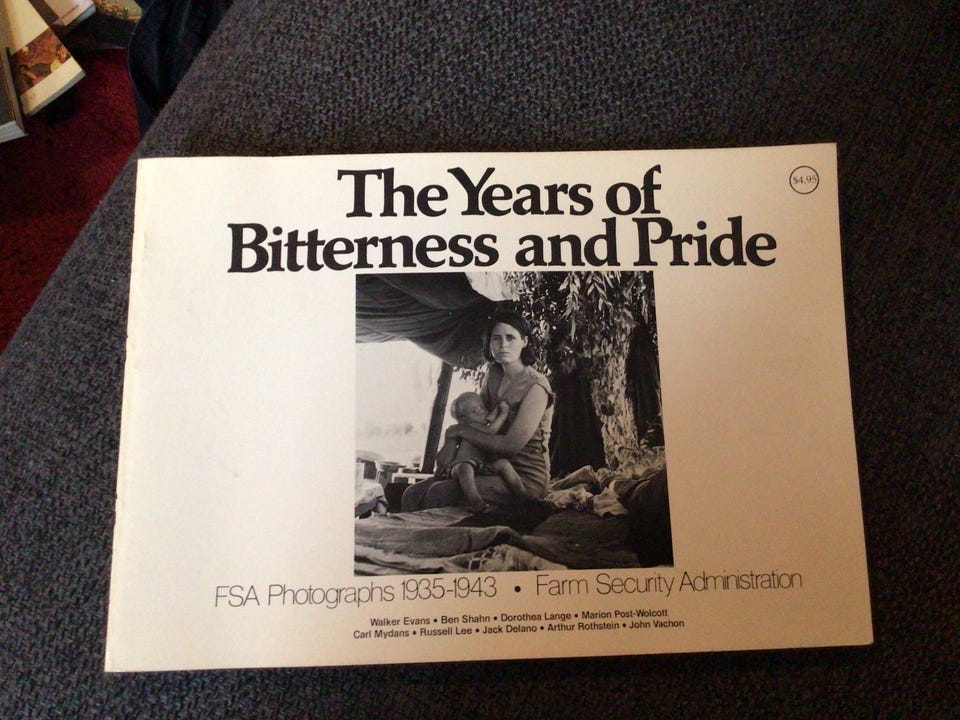 The Years of
Bitterness and Pride
$4.95
FSA Photographs 1935-1943 • Farm Security Administration
Walker Evans • Ben Shahn • Dorothea Lange • Marion Post-Wolcott
Carl Mydans • Russell Lee • Jack Delano • Arthur Rothstein • John Vachon